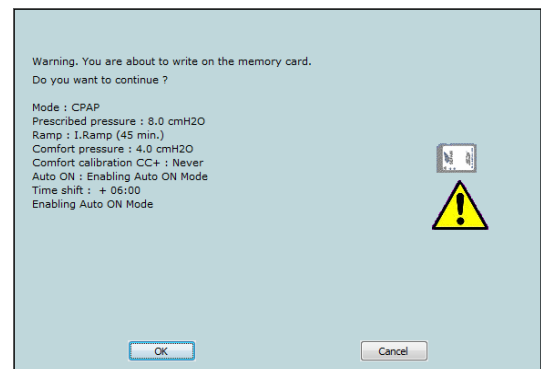 Warning. You are about to write on the memory card.
Do you want to continue ?
Mode : CPAP
Prescribed pressure : 8.0 cmH2O
Ramp : I.Ramp (45 min.)
Comfort pressure : 4.0 cmH2O
Comfort calibration CC+ : Never
Auto ON : Enabling Auto ON Mode
Time shift :  + 06:00
Enabling Auto ON Mode
OK
Cancel